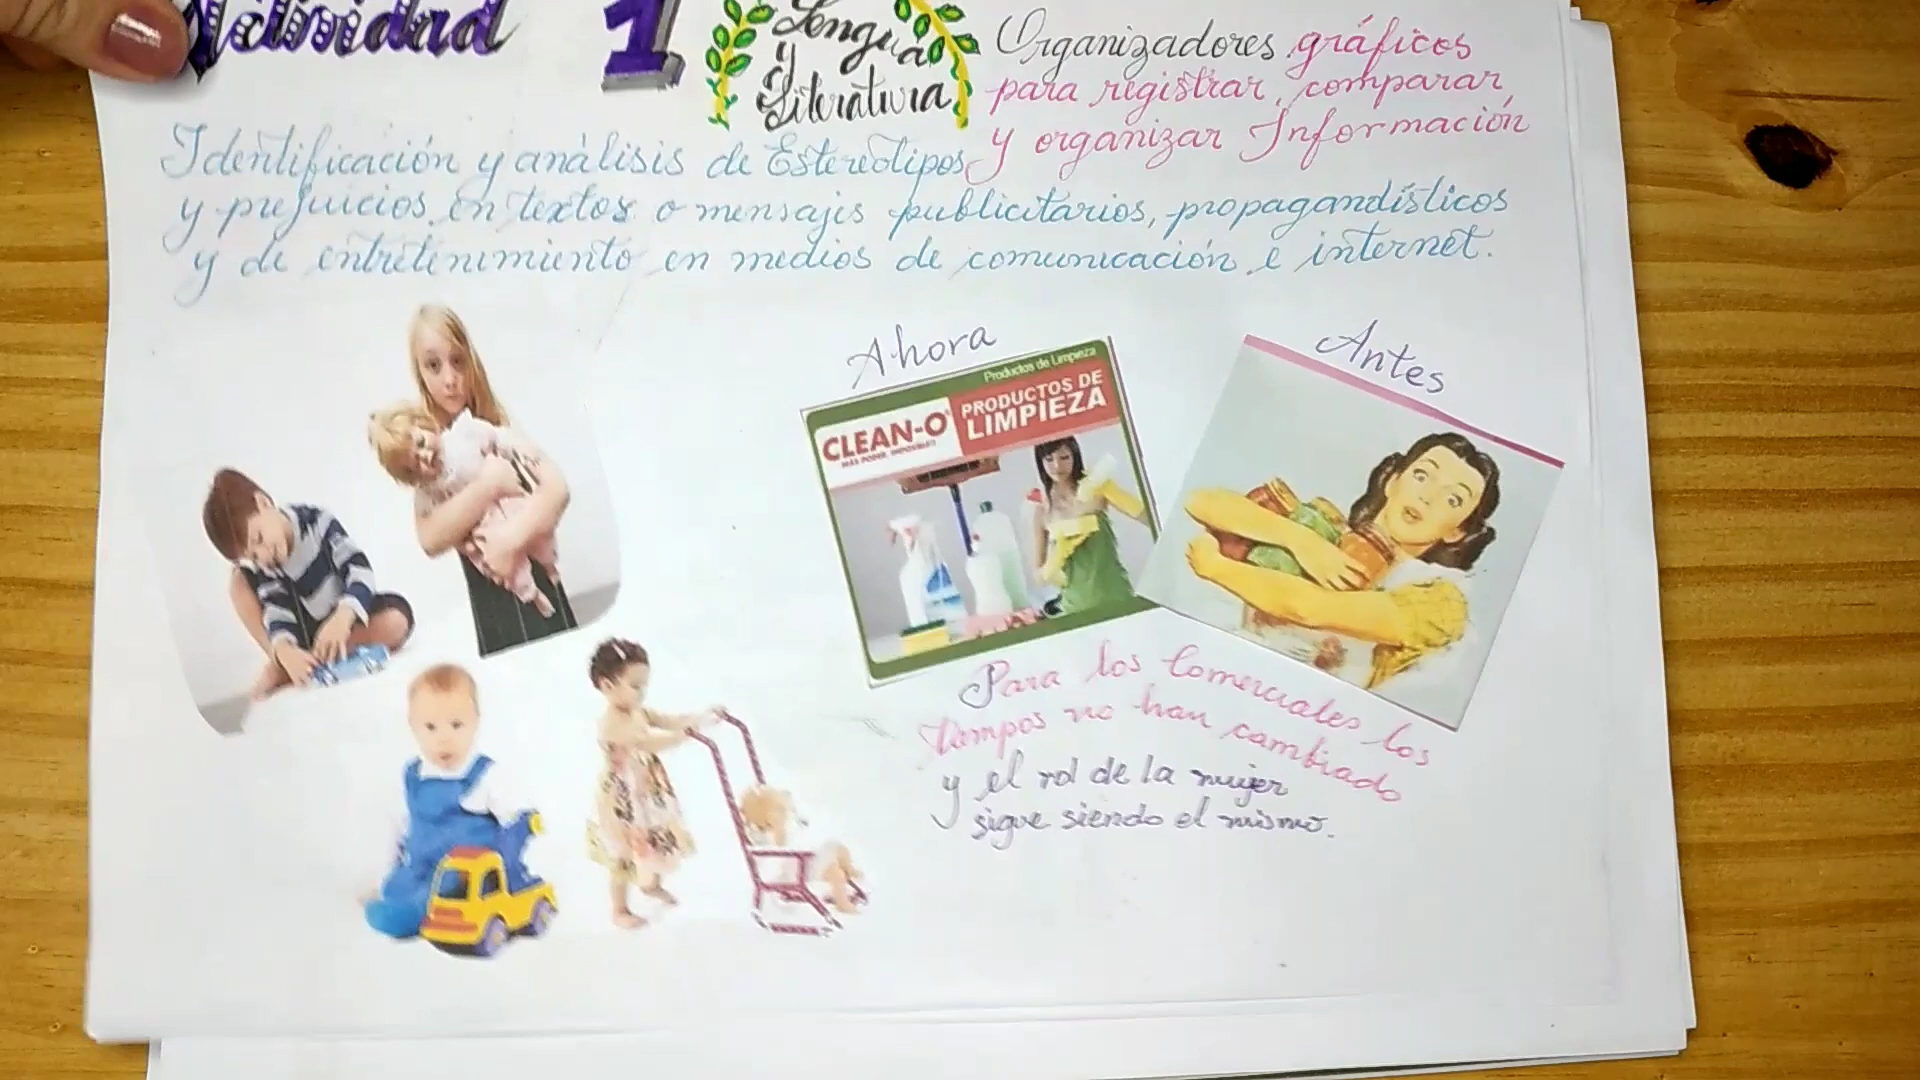 Actividad 1
Lengua
y
Literatura
Organizadores gráficos
para registrar, comparar,
y organizar Información
Identificación y análisis de Estereotipos
y prejuicios en textos o mensajes publicitarios, propagandísticos
y de entretenimiento en medios de comunicación e internet.
Ahora
Productos de Limpieza
CLEAN-O
PRODUCTOS DE
LIMPIEZA
Antes
Para los Comerciales los
tiempos no han cambiado
y el rol de la mujer
sigue siendo el mismo.